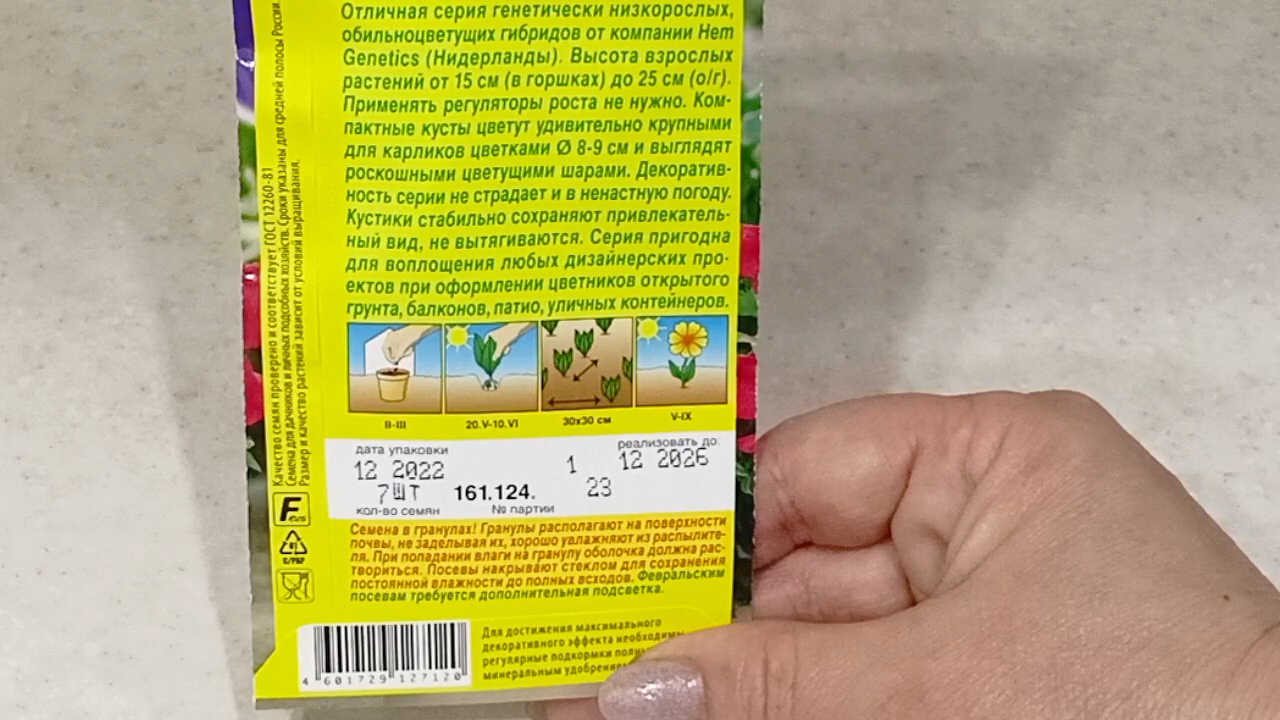 Отличная серия генетически низкорослых,
обильноцветущих гибридов от компании Hem
Genetics (Нидерланды). Высота взрослых
растений от 15 см (в горшках) до 25 см (о/г).
Применять регуляторы роста не нужно. Ком-
пактные кусты цветут удивительно крупными
для карликов цветками Ø 8-9 см и выглядят
роскошными цветущими шарами. Декоратив-
ность серии не страдает и в ненастную погоду.
Кустики стабильно сохраняют привлекатель-
ный вид, не вытягиваются. Серия пригодна
для воплощения любых дизайнерских про-
ектов при оформлении цветников открытого
грунта, балконов, патио, уличных контейнеров.
II-III
20.V-10.VI
30x30 см
V-IX
дата упаковки
12 2022
7ШТ
кол-во семян
161.124.
№ партии
1
23
реализовать до:
12 2026
Семена в гранулах! Гранулы располагают на поверхности
почвы, не заделывая их, хорошо увлажняют из распылите-
ля. При попадании влаги на гранулу оболочка должна рас-
твориться. Посевы накрывают стеклом для сохранения
постоянной влажности до полных всходов. Февральским
посевам требуется дополнительная подсветка.
Для достижения максимального
декоративного эффекта необходимы
регулярные подкормки
минеральным удобрением
4 601729 127120
Качество семян проверено и соответствует ГОСТ 12260-81
Семена для дачников и личных подсобных хозяйств. Сроки указаны для средней полосы России.
Размер и качество растений зависит от условий выращивания.
F
81
C/PAP